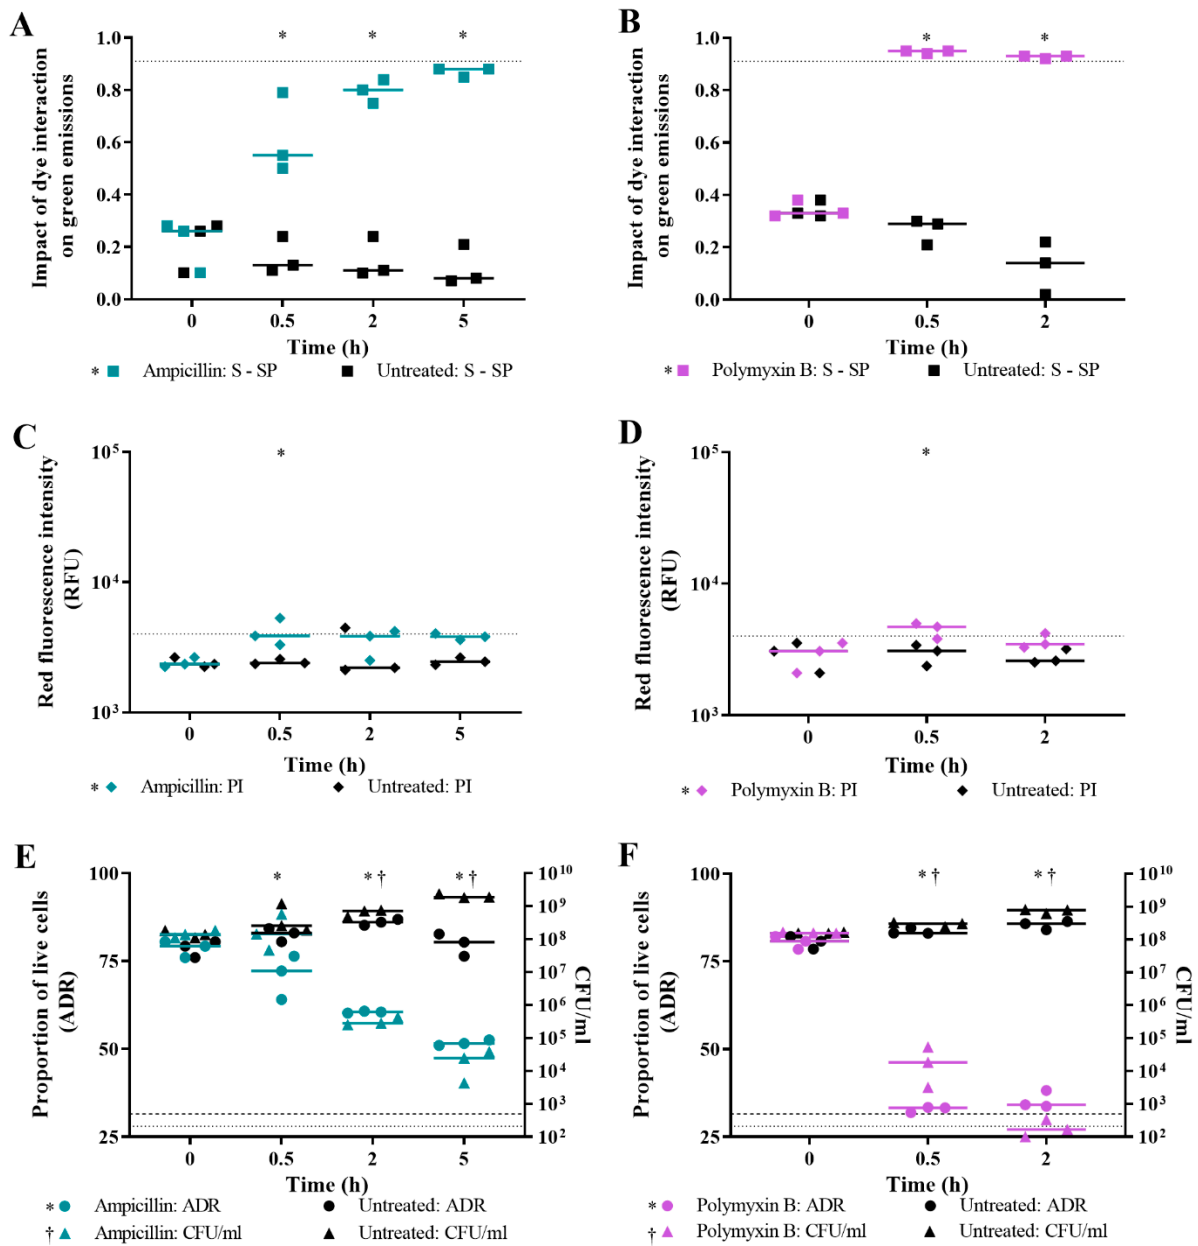 A
Impact of dye interaction
on green emissions
1.0
0.8
0.6
0.4
0.2
0.0
* * *
0 0.5 2 5
Time (h)
* Ampicillin: S - SP Untreated: S - SP
B
Impact of dye interaction
on green emissions
1.0
0.8
0.6
0.4
0.2
0.0
* *
0 0.5 2
Time (h)
* Polymyxin B: S - SP Untreated: S - SP
C
Red fluorescence intensity
(RFU)
10⁵
10⁴
10³
*
0 0.5 2 5
Time (h)
* Ampicillin: PI Untreated: PI
D
Red fluorescence intensity
(RFU)
10⁵
10⁴
10³
*
0 0.5 2
Time (h)
* Polymyxin B: PI Untreated: PI
E
Proportion of live cells
(ADR)
100
75
50
25
* * † * †
10¹⁰
10⁹
10⁸
10⁷
10⁶
10⁵
10⁴
10³
10²
CFU/ml
0 0.5 2 5
Time (h)
* Ampicillin: ADR Untreated: ADR
† Ampicillin: CFU/ml Untreated: CFU/ml
F
Proportion of live cells
(ADR)
100
75
50
25
* † * †
10¹⁰
10⁹
10⁸
10⁷
10⁶
10⁵
10⁴
10³
10²
CFU/ml
0 0.5 2
Time (h)
* Polymyxin B: ADR Untreated: ADR
† Polymyxin B: CFU/ml Untreated: CFU/ml